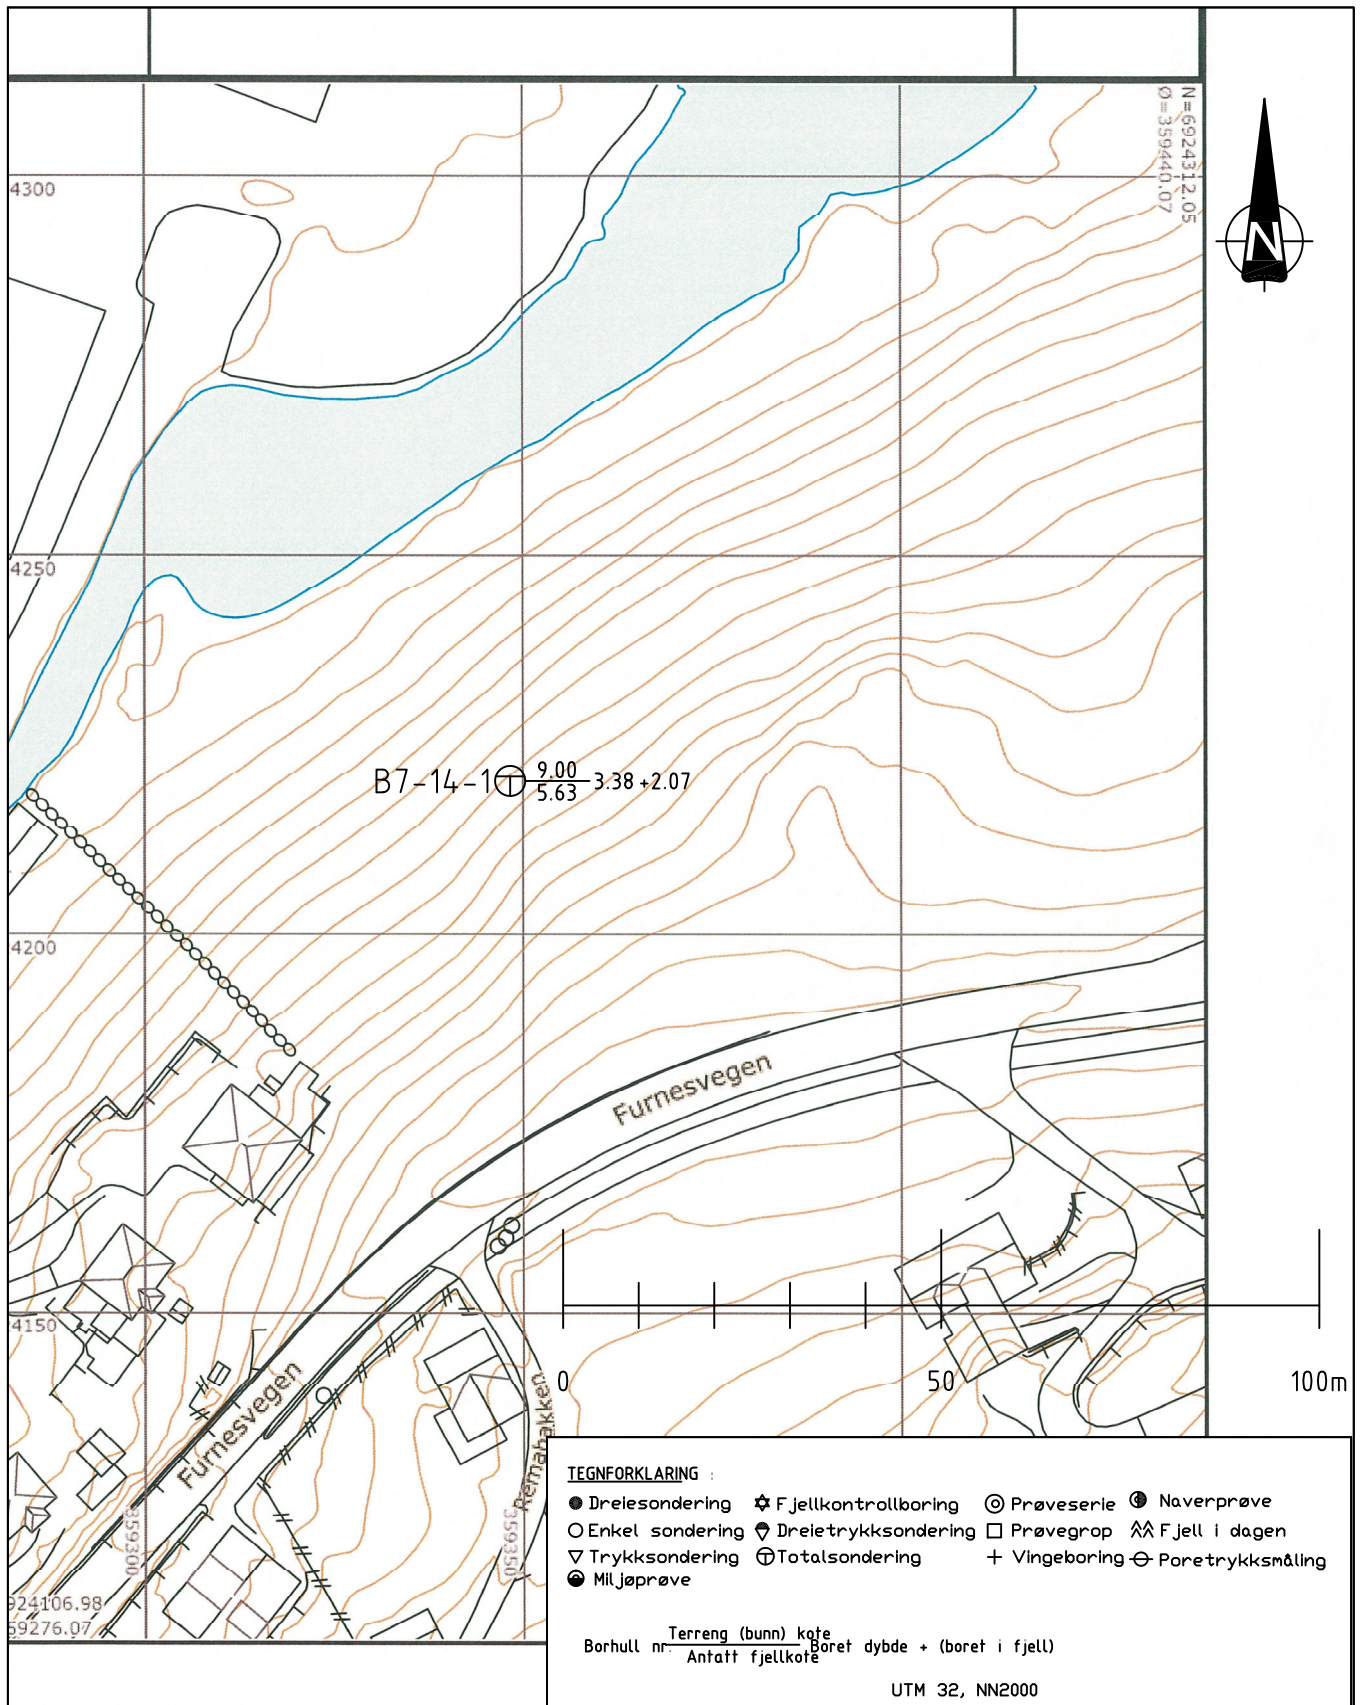 N=6924312.05
Ø=359440.07
N
4300
4250
B7-14-1 9.00 3.38 +2.07
5.63
4200
Furnesvegen
4150
Furnesvegen
Remabakken
0 50 100m
359300
359350
924106.98
59276.07
TEGNFORKLARING :
Dreiesondering Fjellkontrollboring Prøveserie Naverprøve
Enkel sondering Dreietrykksondering Prøvegrop Fjell i dagen
Trykksondering Totalsondering Vingeboring Poretrykksmåling
Miljøprøve
Terreng (bunn) kote
Borhull nr. Boret dybde + (boret i fjell)
Antatt fjellkote
UTM 32, NN2000